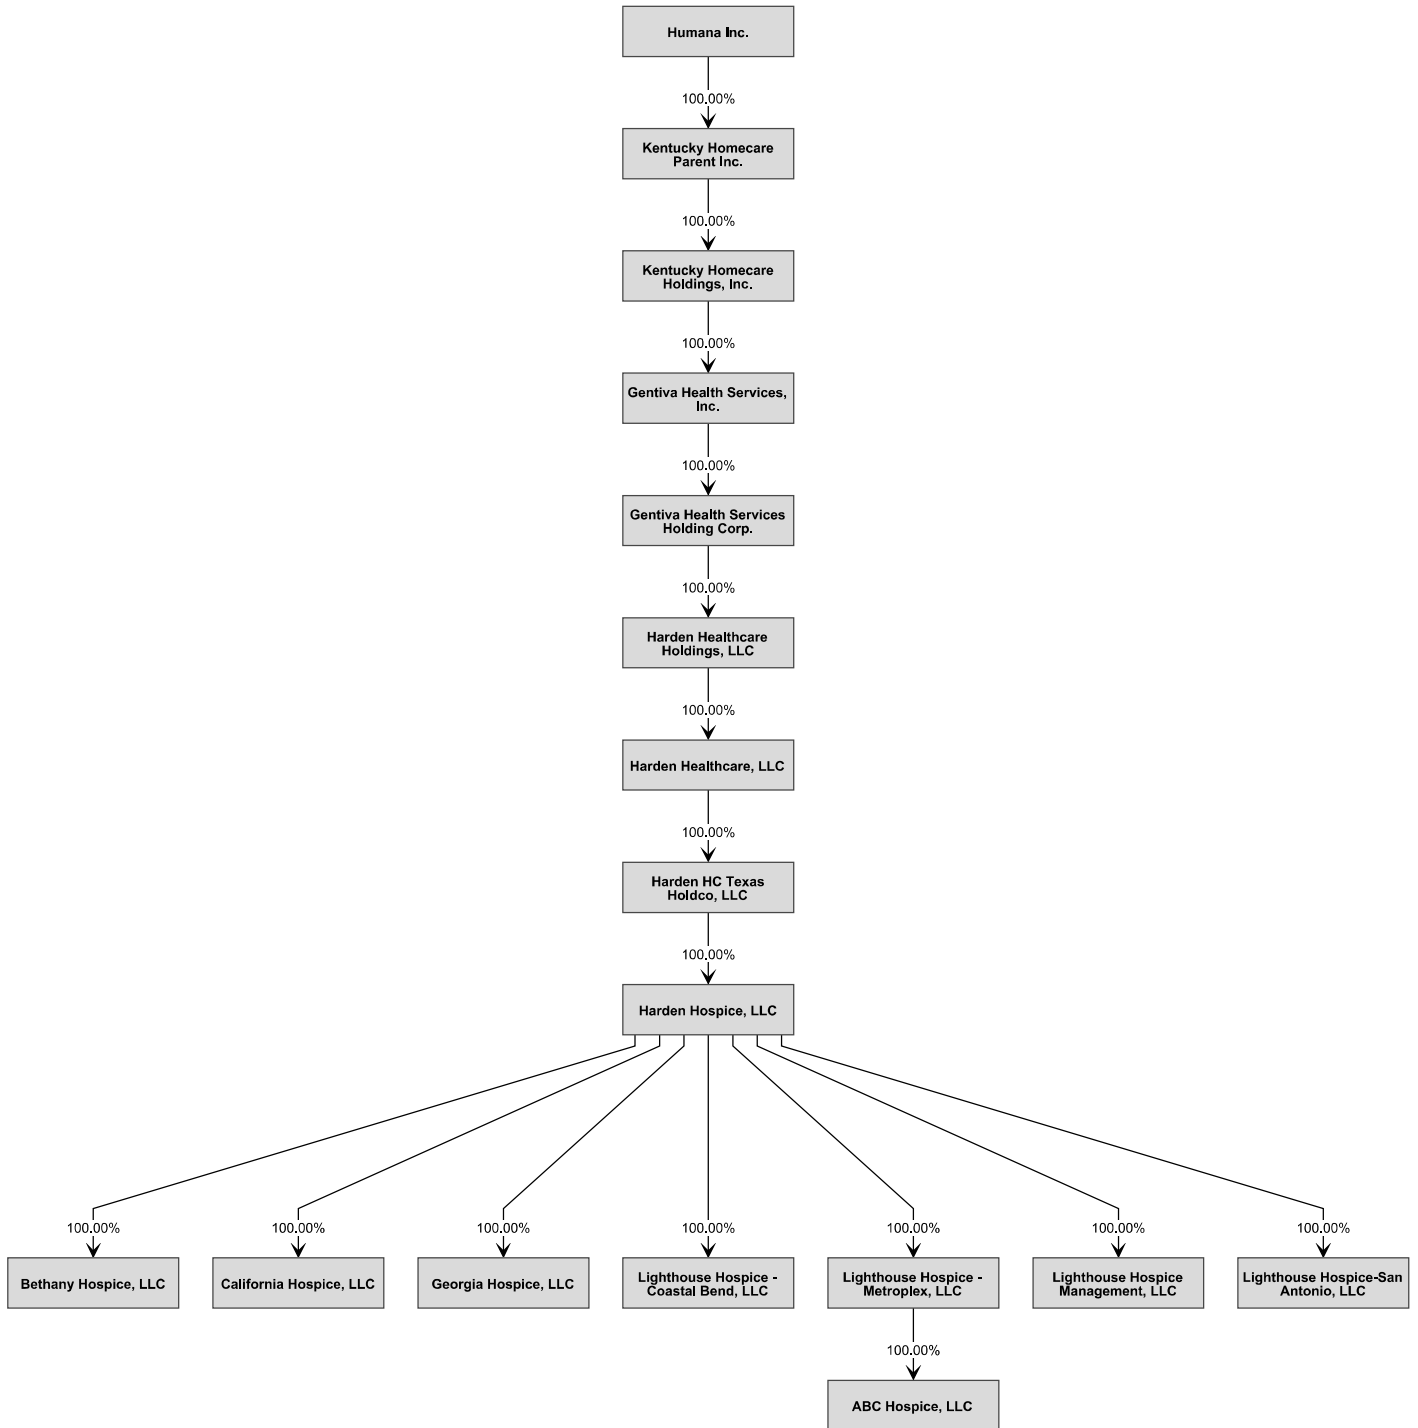 Humana Inc.
100.00%
Kentucky Homecare
Parent Inc.
100.00%
Kentucky Homecare
Holdings, Inc.
100.00%
Gentiva Health Services,
Inc.
100.00%
Gentiva Health Services
Holding Corp.
100.00%
Harden Healthcare
Holdings, LLC
100.00%
Harden Healthcare, LLC
100.00%
Harden HC Texas
Holdco, LLC
100.00%
Harden Hospice, LLC
100.00%
Bethany Hospice, LLC
100.00%
California Hospice, LLC
100.00%
Georgia Hospice, LLC
100.00%
Lighthouse Hospice -
Coastal Bend, LLC
100.00%
Lighthouse Hospice -
Metroplex, LLC
100.00%
Lighthouse Hospice
Management, LLC
100.00%
Lighthouse Hospice-San
Antonio, LLC
100.00%
ABC Hospice, LLC